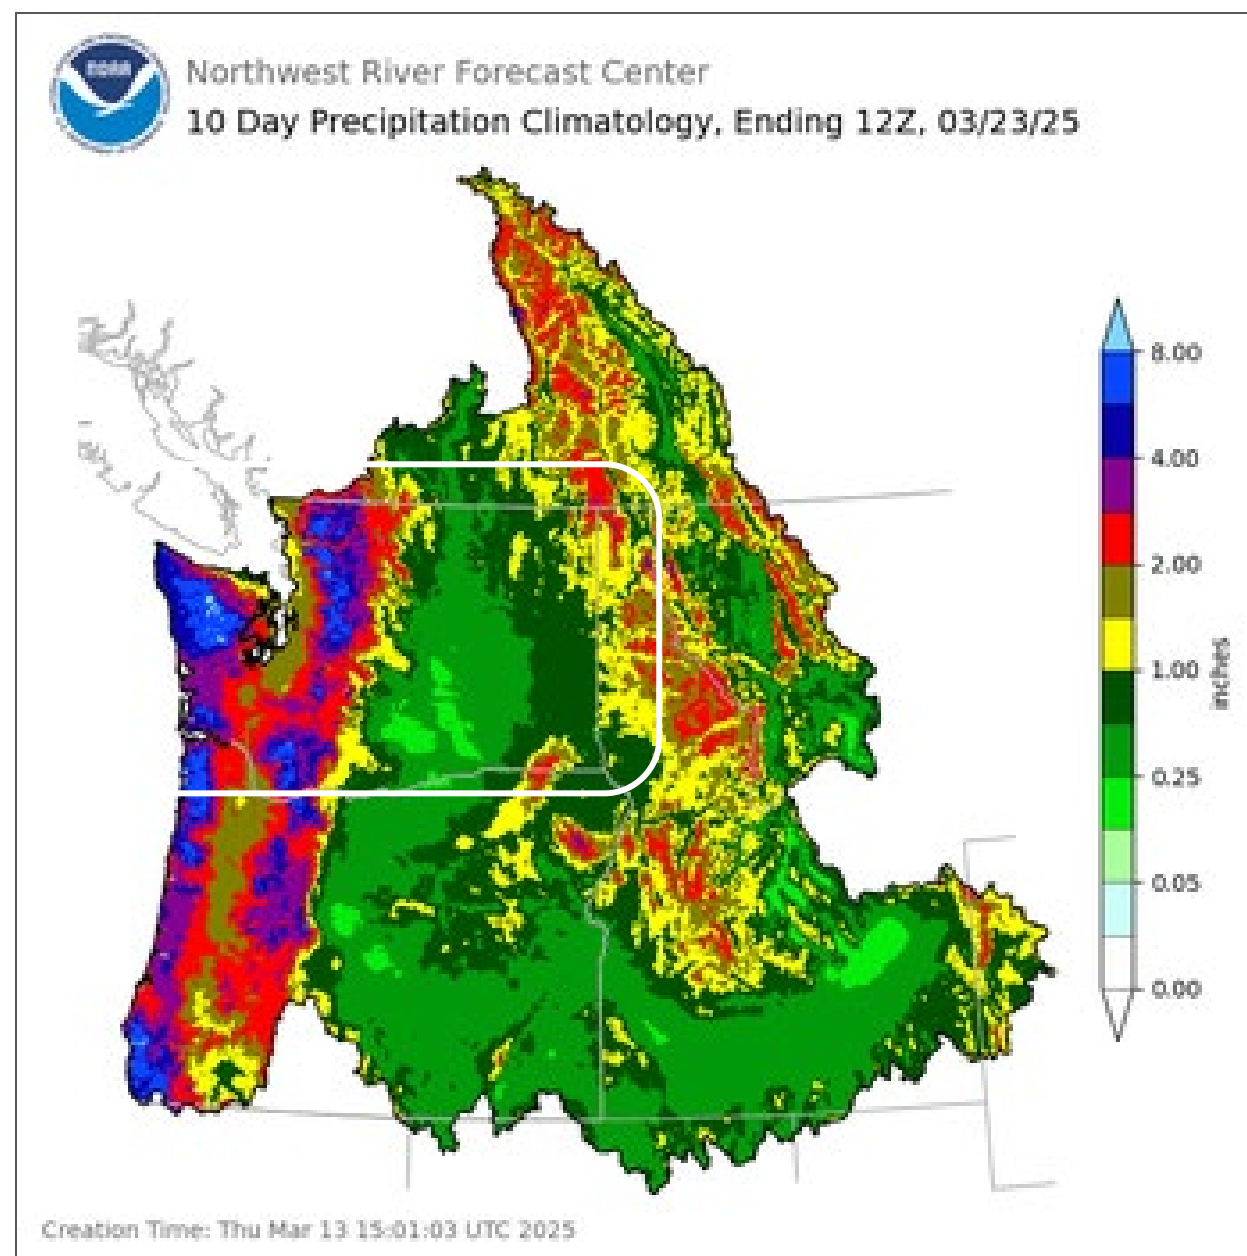 NOAA
Northwest River Forecast Center
10 Day Precipitation Climatology, Ending 12Z, 03/23/25
8.00
4.00
2.00
1.00
0.25
0.05
0.00
inches
Creation Time: Thu Mar 13 15:01:03 UTC 2025